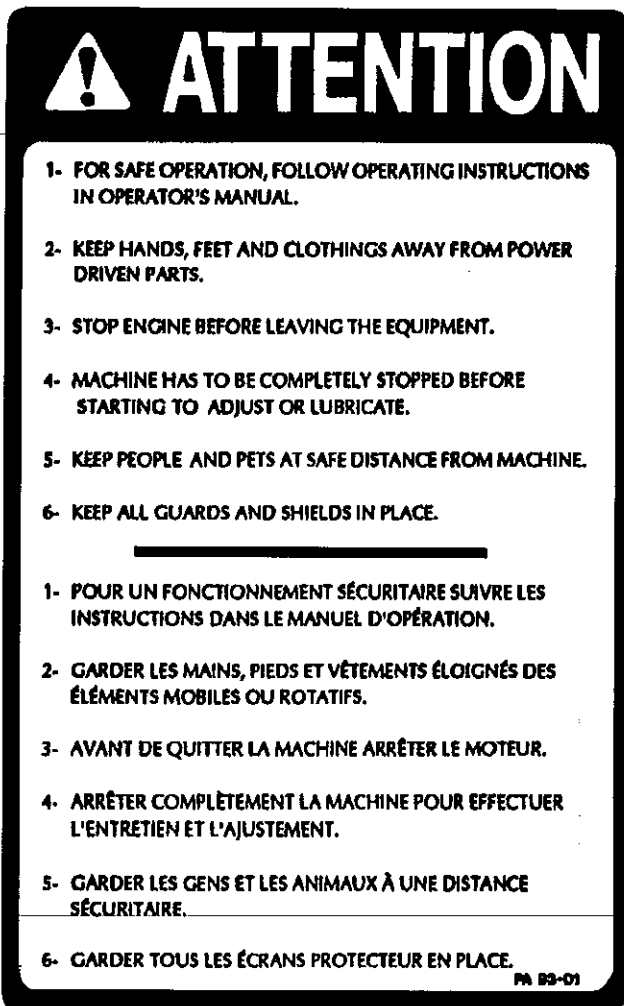 ATTENTION
1- FOR SAFE OPERATION, FOLLOW OPERATING INSTRUCTIONS
IN OPERATOR'S MANUAL.
2- KEEP HANDS, FEET AND CLOTHINGS AWAY FROM POWER
DRIVEN PARTS.
3- STOP ENGINE BEFORE LEAVING THE EQUIPMENT.
4- MACHINE HAS TO BE COMPLETELY STOPPED BEFORE
STARTING TO ADJUST OR LUBRICATE.
5- KEEP PEOPLE AND PETS AT SAFE DISTANCE FROM MACHINE.
6- KEEP ALL GUARDS AND SHIELDS IN PLACE.
1- POUR UN FONCTIONNEMENT SÉCURITAIRE SUIVRE LES
INSTRUCTIONS DANS LE MANUEL D'OPÉRATION.
2- GARDER LES MAINS, PIEDS ET VÊTEMENTS ÉLOIGNÉS DES
ÉLÉMENTS MOBILES OU ROTATIFS.
3- AVANT DE QUITTER LA MACHINE ARRÊTER LE MOTEUR.
4- ARRÊTER COMPLÈTEMENT LA MACHINE POUR EFFECTUER
L'ENTRETIEN ET L'AJUSTEMENT.
5- GARDER LES GENS ET LES ANIMAUX À UNE DISTANCE
SÉCURITAIRE.
6- GARDER TOUS LES ÉCRANS PROTECTEUR EN PLACE.
PA 93-01